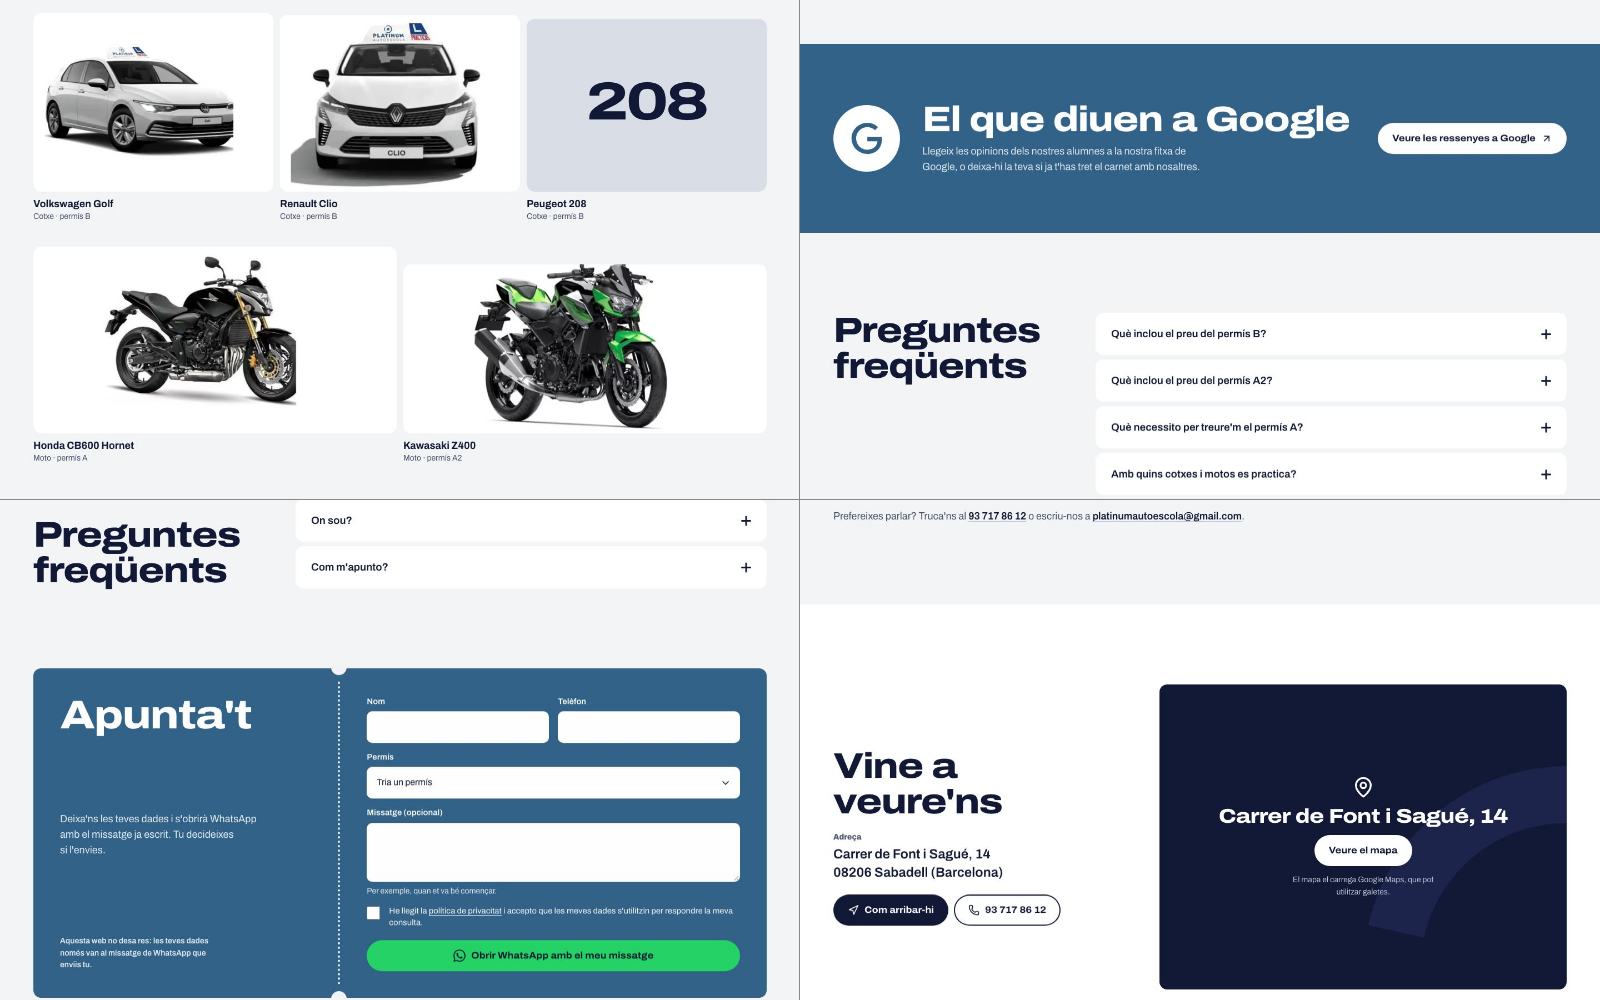 PLATINUM
L
PLATINUM
AUTOESCOLA
L
PRÀCTIQUES
CLIO
208
Volkswagen Golf
Cotxe · permís B
Renault Clio
Cotxe · permís B
Peugeot 208
Cotxe · permís B
Honda CB600 Hornet
Moto · permís A
Kawasaki Z400
Moto · permís A2
G
El que diuen a Google
Llegeix les opinions dels nostres alumnes a la nostra fitxa de
Google, o deixa-hi la teva si ja t'has tret el carnet amb nosaltres.
Veure les ressenyes a Google
Preguntes
freqüents
Què inclou el preu del permís B?
Què inclou el preu del permís A2?
Què necessito per treure'm el permís A?
Amb quins cotxes i motos es practica?
Preguntes
freqüents
On sou?
Com m'apunto?
Apunta't
Deixa'ns les teves dades i s'obrirà WhatsApp
amb el missatge ja escrit. Tu decideixes
si l'envies.
Aquesta web no desa res: les teves dades
només van al missatge de WhatsApp que
enviïs tu.
Nom
Telèfon
Permís
Tria un permís
Missatge (opcional)
Per exemple, quan et va bé començar.
He llegit la política de privacitat i accepto que les meves dades s'utilitzin per respondre la meva
consulta.
Obrir WhatsApp amb el meu missatge
Prefereixes parlar? Truca'ns al 93 717 86 12 o escriu-nos a platinumautoescola@gmail.com.
Vine a
veure'ns
Adreça
Carrer de Font i Sagué, 14
08206 Sabadell (Barcelona)
Com arribar-hi
93 717 86 12
Carrer de Font i Sagué, 14
Veure el mapa
El mapa el carrega Google Maps, que pot
utilitzar galetes.